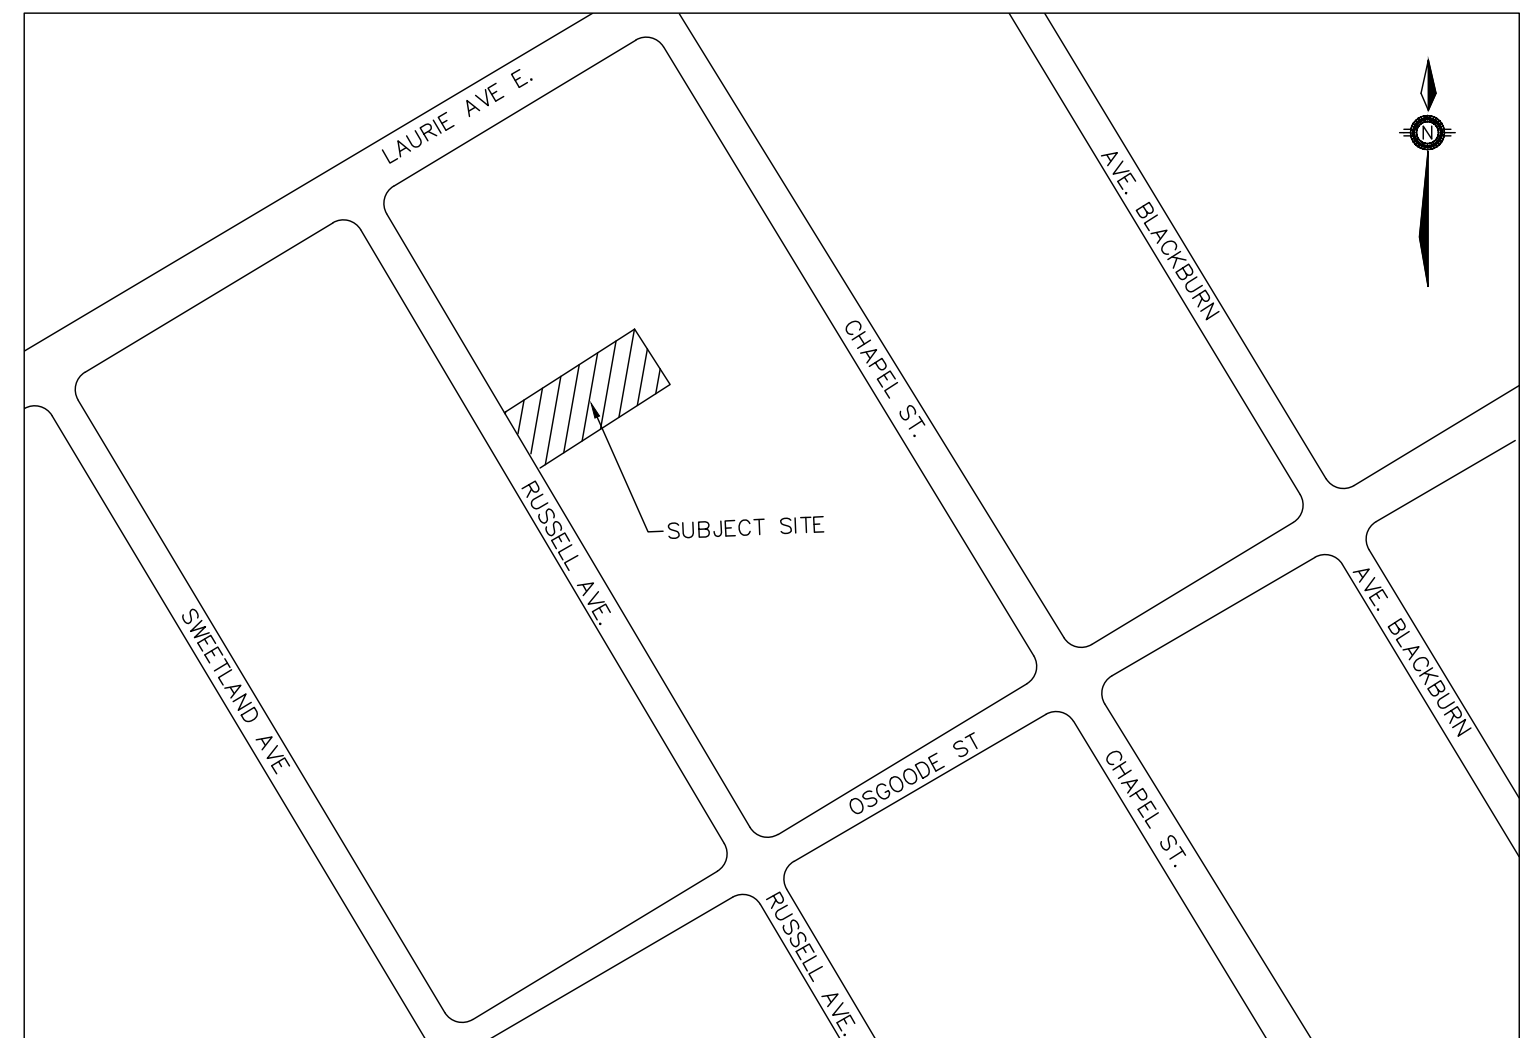 LAURIE AVE E.
N
AVE. BLACKBURN
CHAPEL ST.
RUSSELL AVE.
SUBJECT SITE
SWEETLAND AVE
AVE. BLACKBURN
OSGOODE ST
CHAPEL ST.
RUSSELL AVE.